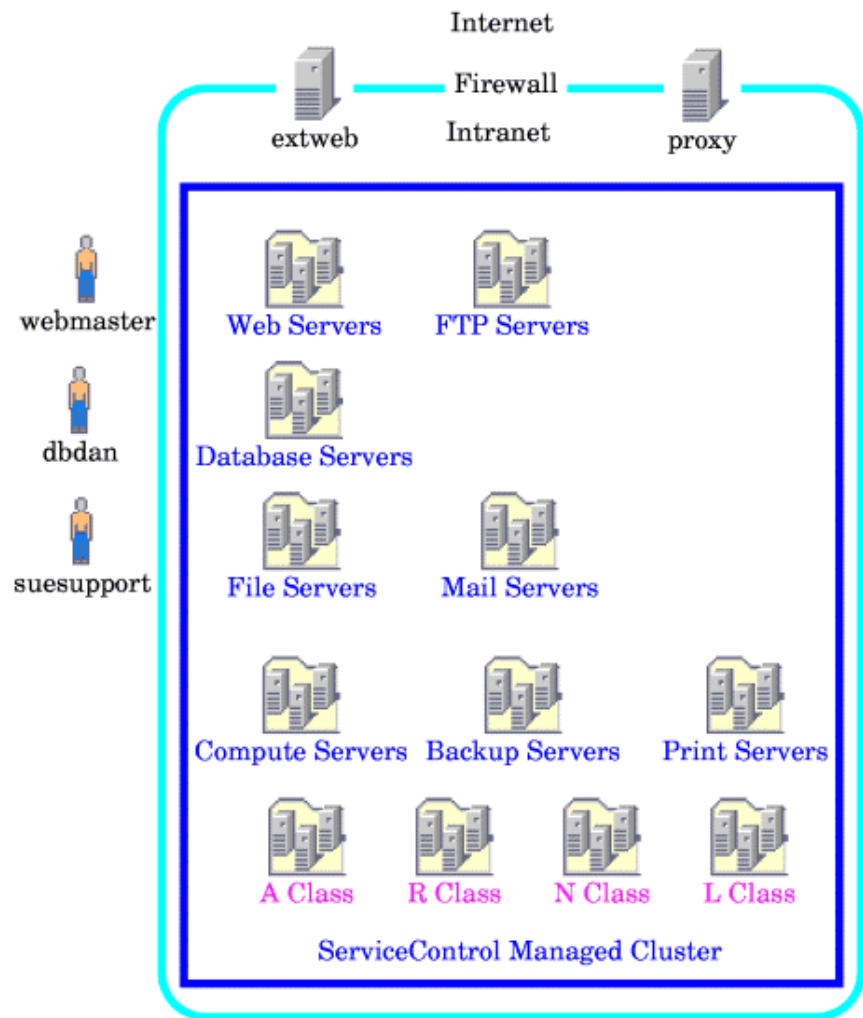 Internet
Firewall
extweb
Intranet
proxy
webmaster
Web Servers
FTP Servers
dbdan
Database Servers
suesupport
File Servers
Mail Servers
Compute Servers
Backup Servers
Print Servers
A Class
R Class
N Class
L Class
ServiceControl Managed Cluster